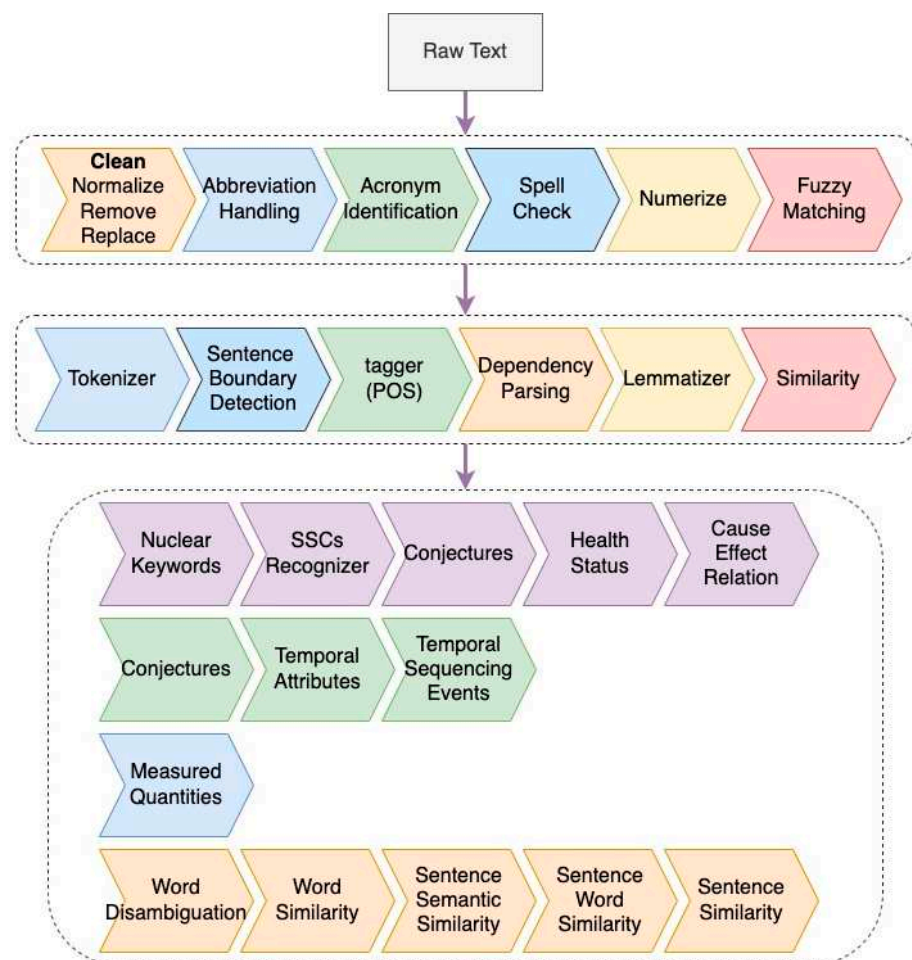 Raw Text
Clean
Normalize
Remove
Replace
Abbreviation
Handling
Acronym
Identification
Spell
Check
Numerize
Fuzzy
Matching
Tokenizer
Sentence
Boundary
Detection
tagger
(POS)
Dependency
Parsing
Lemmatizer
Similarity
Nuclear
Keywords
SSCs
Recognizer
Conjectures
Health
Status
Cause
Effect
Relation
Conjectures
Temporal
Attributes
Temporal
Sequencing
Events
Measured
Quantities
Word
Disambiguation
Word
Similarity
Sentence
Semantic
Similarity
Sentence
Word
Similarity
Sentence
Similarity